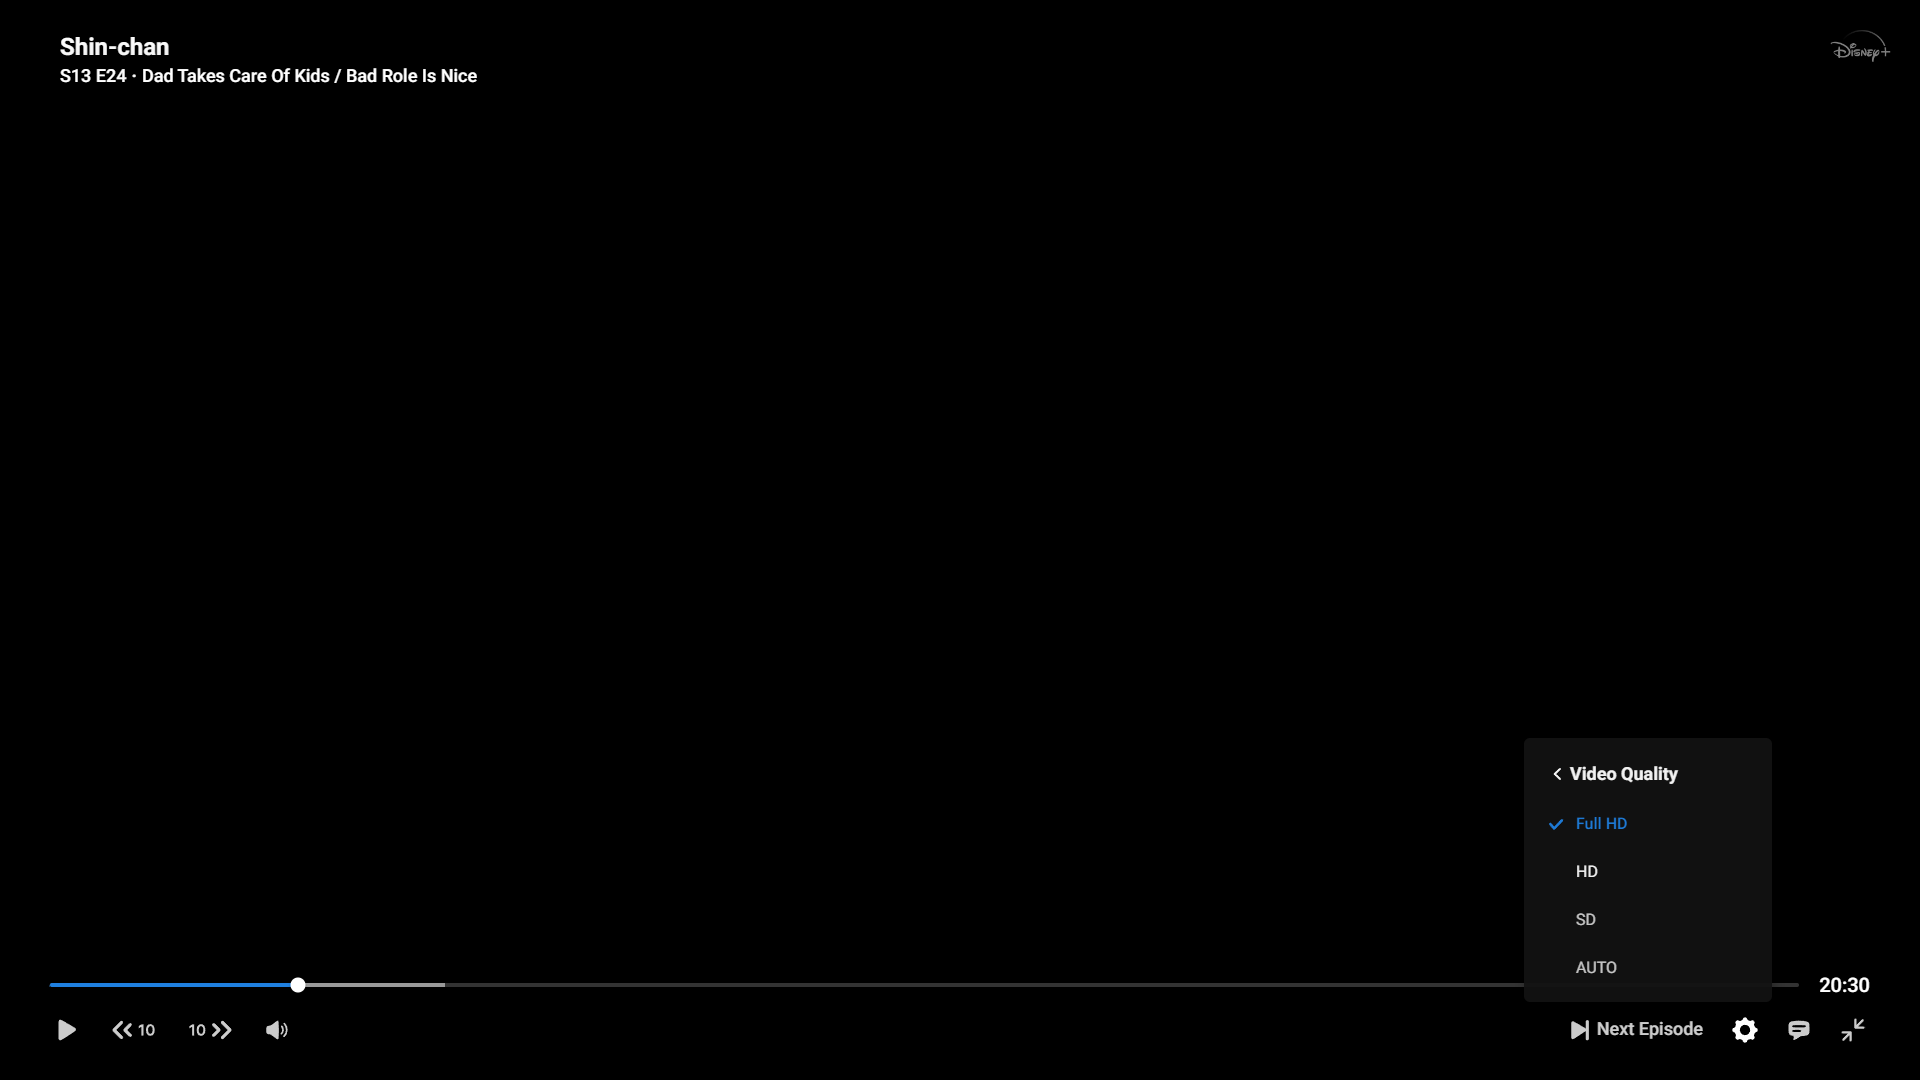 Shin-chan
S13 E24 · Dad Takes Care Of Kids / Bad Role Is Nice
Disney+
Video Quality
Full HD
HD
SD
AUTO
20:30
10
10
Next Episode